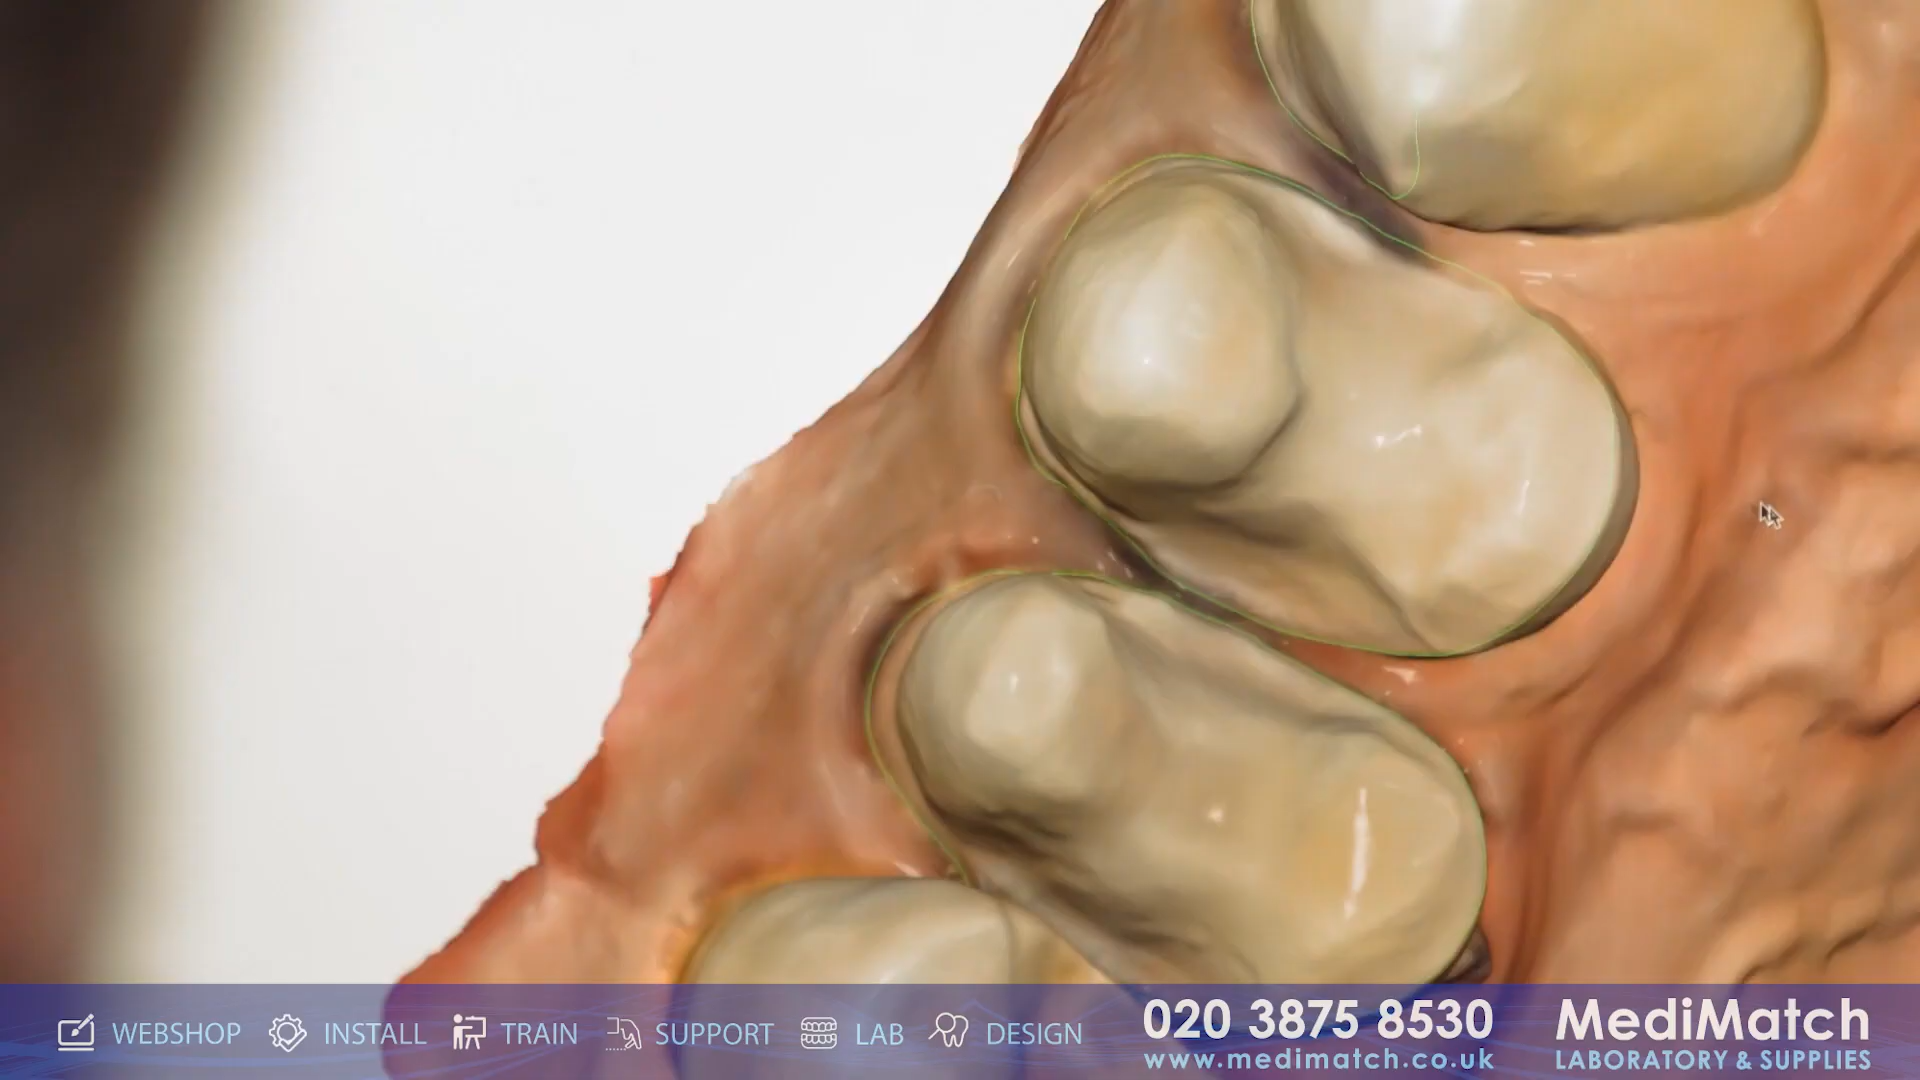 WEBSHOP INSTALL TRAIN SUPPORT LAB DESIGN
020 3875 8530
www.medimatch.co.uk
MediMatch
LABORATORY & SUPPLIES